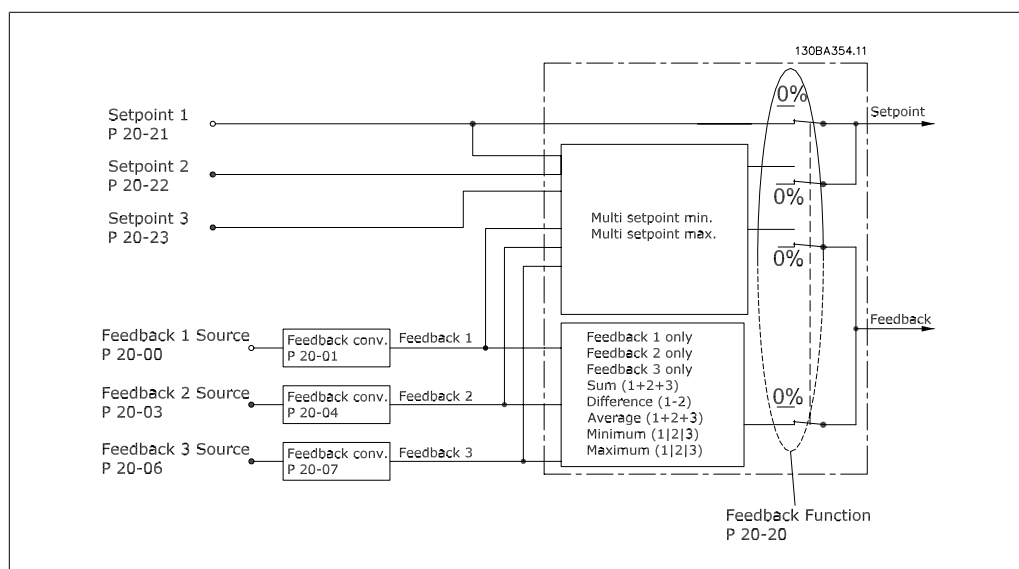 130BA354.11
0%
Setpoint
Setpoint 1
P 20-21
Setpoint 2
P 20-22
0%
Setpoint 3
P 20-23
Multi setpoint min.
Multi setpoint max.
0%
Feedback
Feedback 1 Source
P 20-00
Feedback conv.
P 20-01
Feedback 1
Feedback 2 Source
P 20-03
Feedback conv.
P 20-04
Feedback 2
Feedback 3 Source
P 20-06
Feedback conv.
P 20-07
Feedback 3
Feedback 1 only
Feedback 2 only
Feedback 3 only
Sum (1+2+3)
Difference (1-2)
Average (1+2+3)
Minimum (1|2|3)
Maximum (1|2|3)
0%
Feedback Function
P 20-20